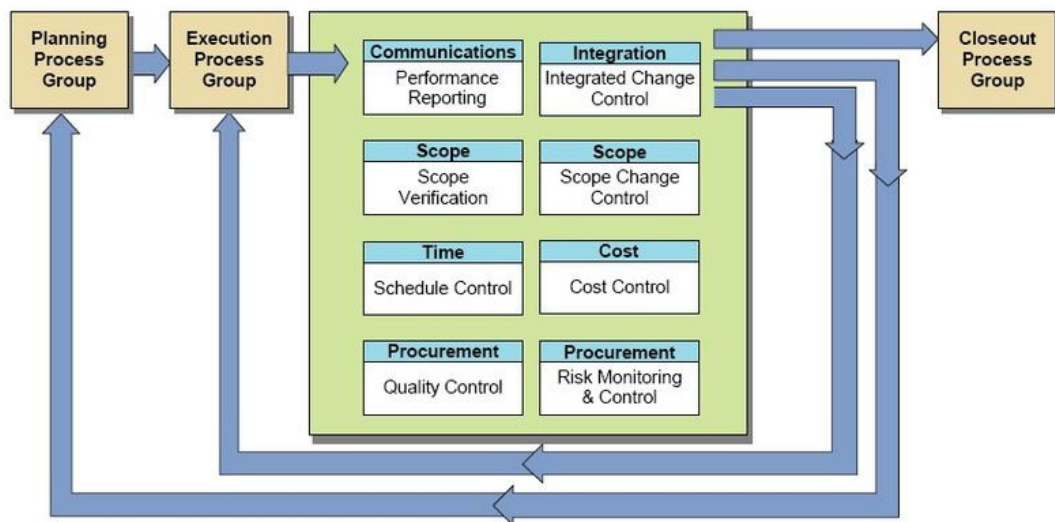 Planning
Process
Group
Execution
Process
Group
Communications
Performance
Reporting
Integration
Integrated Change
Control
Closeout
Process
Group
Scope
Scope
Verification
Scope
Scope Change
Control
Time
Schedule Control
Cost
Cost Control
Procurement
Quality Control
Procurement
Risk Monitoring
& Control